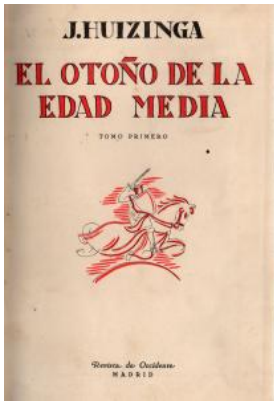 J. HUIZINGA
EL OTOÑO DE LA
EDAD MEDIA
TOMO PRIMERO
Revista de Occidente
MADRID